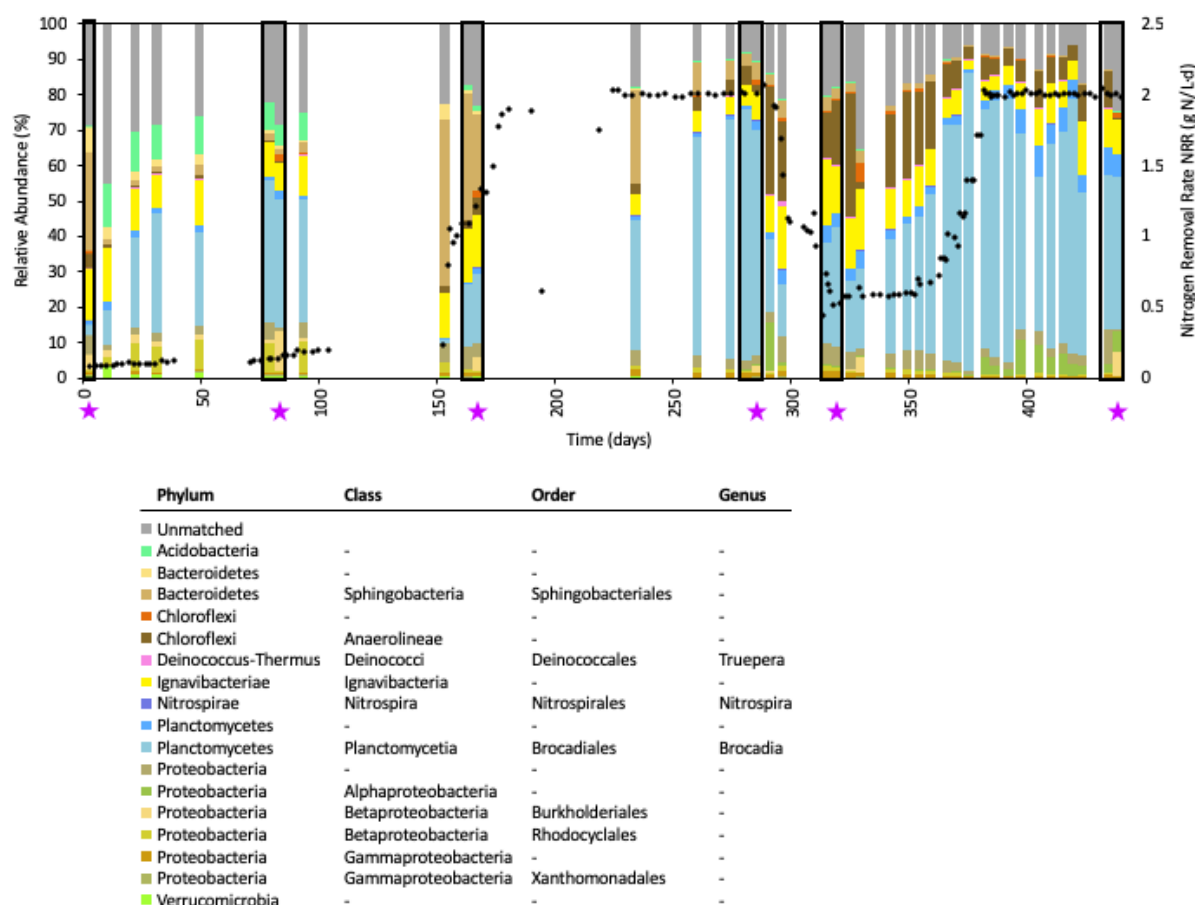 Relative Abundance (%)
100
90
80
70
60
50
40
30
20
10
0
Nitrogen Removal Rate NRR (g N/L·d)
2.5
2
1.5
1
0.5
0
0 50 100 150 200 250 300 350 400
Time (days)
Phylum Class Order Genus
Unmatched
Acidobacteria - - -
Bacteroidetes - - -
Bacteroidetes Sphingobacteria Sphingobacteriales -
Chloroflexi - - -
Chloroflexi Anaerolineae - -
Deinococcus-Thermus Deinococci Deinococcales Truepera
Ignavibacteriae Ignavibacteria - -
Nitrospirae Nitrospira Nitrospirales Nitrospira
Planctomycetes - - -
Planctomycetes Planctomycetia Brocadiales Brocadia
Proteobacteria - - -
Proteobacteria Alphaproteobacteria - -
Proteobacteria Betaproteobacteria Burkholderiales -
Proteobacteria Betaproteobacteria Rhodocyclales -
Proteobacteria Gammaproteobacteria - -
Proteobacteria Gammaproteobacteria Xanthomonadales -
Verrucomicrobia - - -